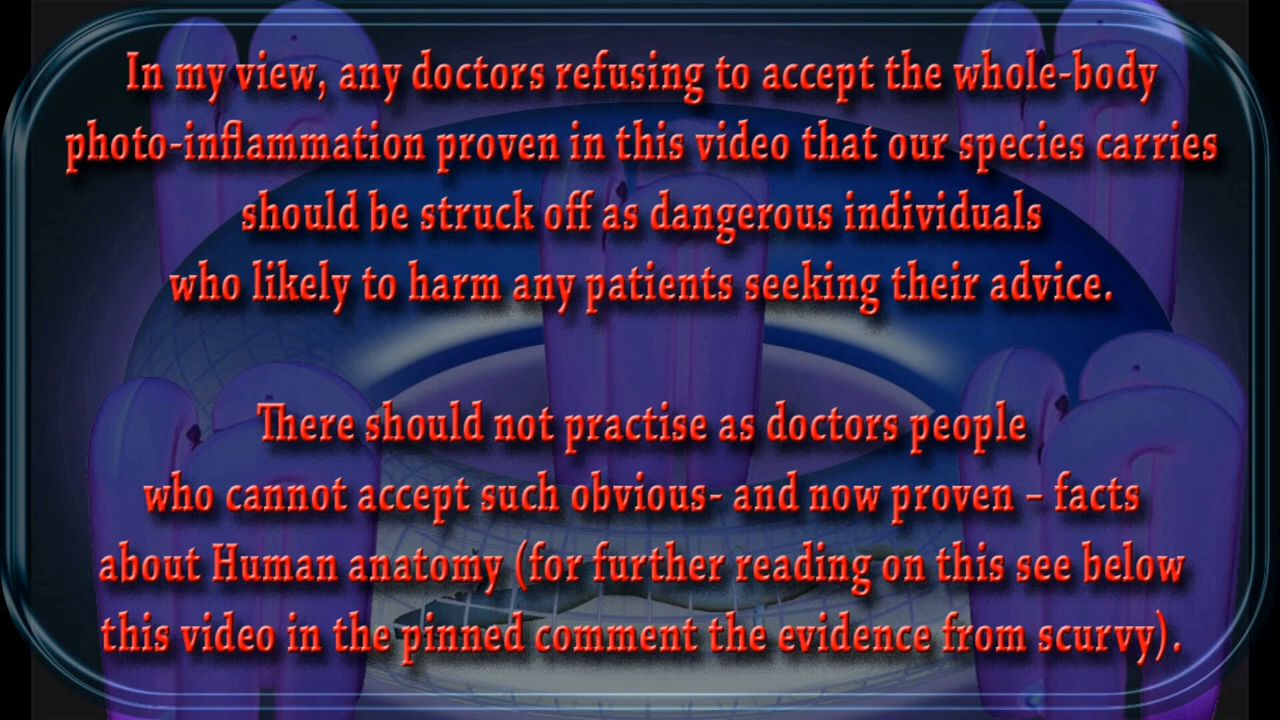 In my view, any doctors refusing to accept the whole-body
photo-inflammation proven in this video that our species carries
should be struck off as dangerous individuals
who likely to harm any patients seeking their advice.
There should not practise as doctors people
who cannot accept such obvious- and now proven – facts
about Human anatomy (for further reading on this see below
this video in the pinned comment the evidence from scurvy).